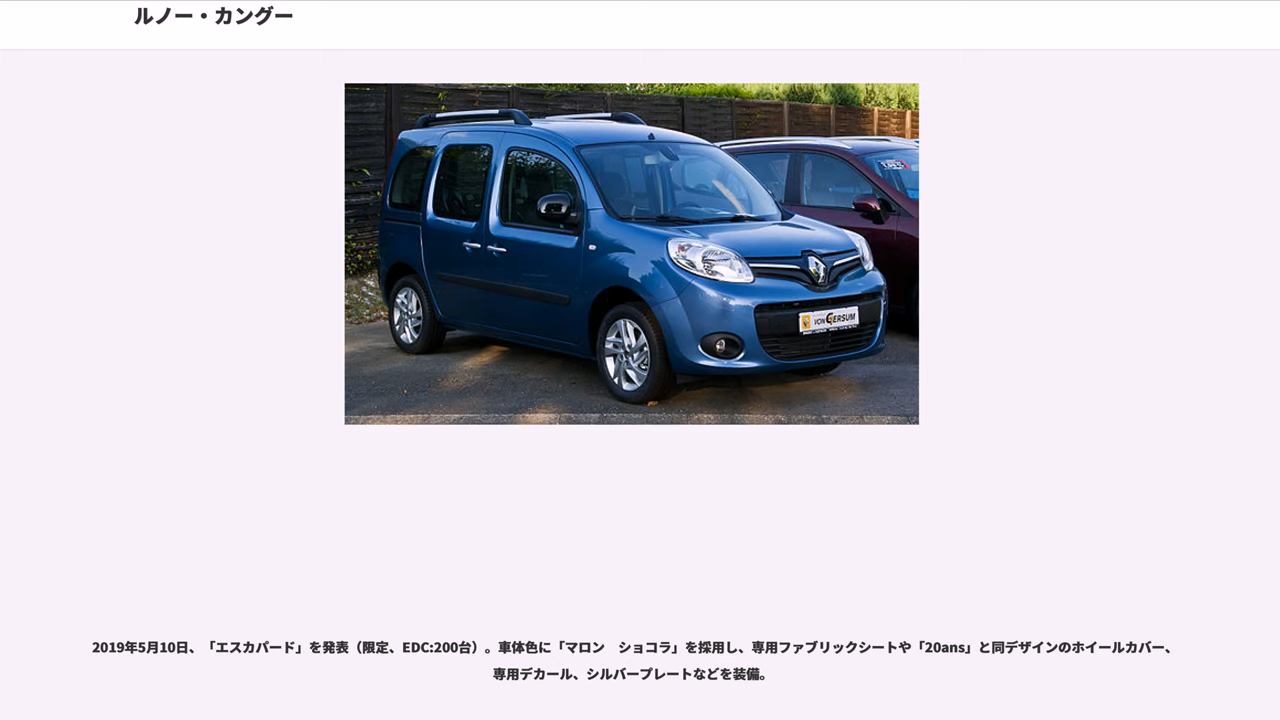 ルノー・カングー
VON GERSUM
2019年5月10日、「エスカパード」を発表（限定、EDC:200台）。車体色に「マロン　ショコラ」を採用し、専用ファブリックシートや「20ans」と同デザインのホイールカバー、
専用デカール、シルバープレートなどを装備。